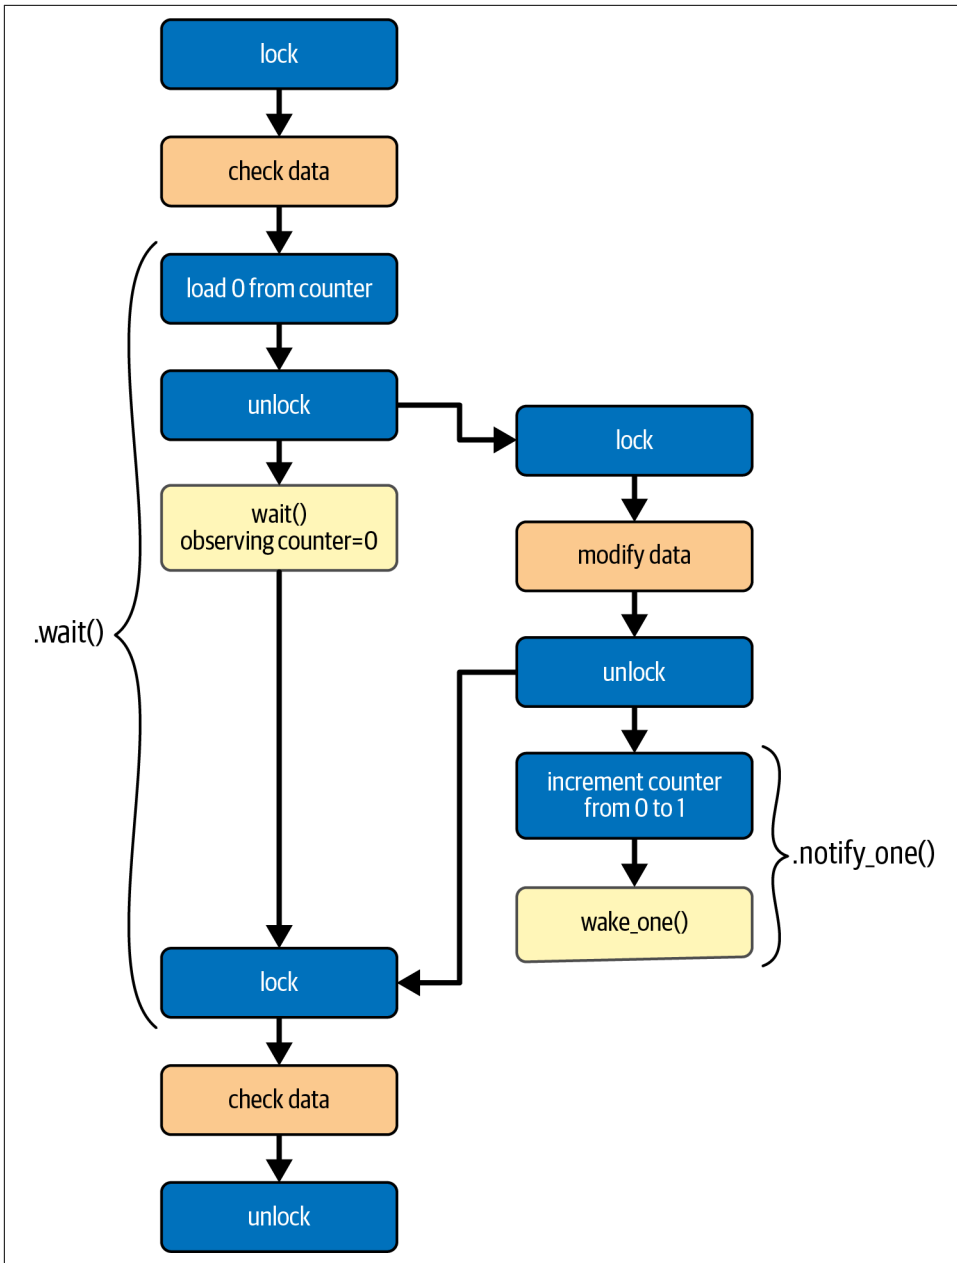 lock
check data
load 0 from counter
unlock
wait()
observing counter=0
.wait()
lock
modify data
unlock
increment counter
from 0 to 1
.notify_one()
wake_one()
lock
check data
unlock